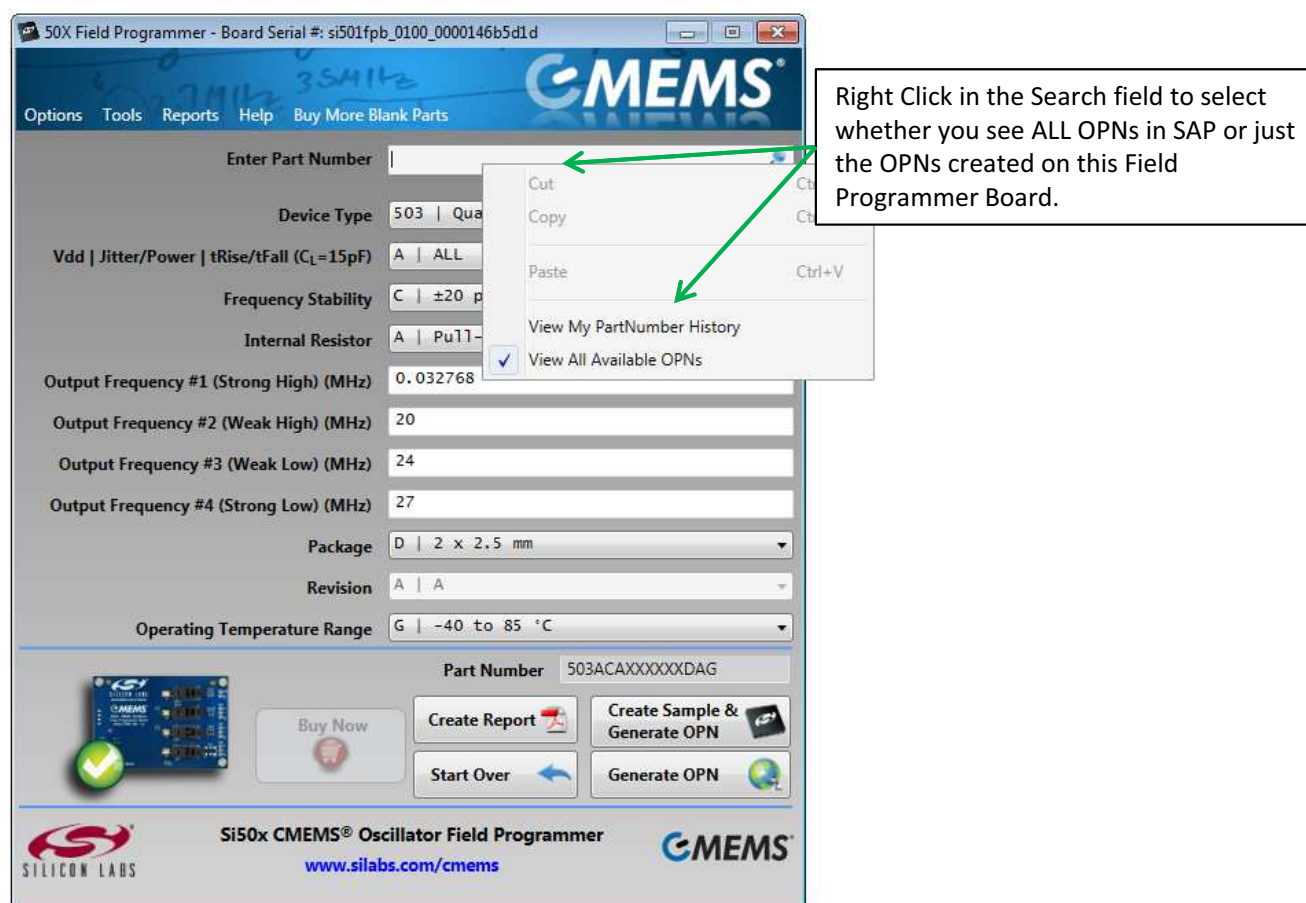 50X Field Programmer - Board Serial #: si501fpb_0100_0000146b5d1d
35MHz
CMEMS®
Options Tools Reports Help Buy More Blank Parts
Right Click in the Search field to select
whether you see ALL OPNs in SAP or just
the OPNs created on this Field
Programmer Board.
Enter Part Number
Cut Ct
Copy Ct
Paste Ctrl+V
View My PartNumber History
View All Available OPNs
Device Type 503 | Qua
Vdd | Jitter/Power | tRise/tFall (CL=15pF) A | ALL
Frequency Stability C | ±20 p
Internal Resistor A | Pull-
Output Frequency #1 (Strong High) (MHz) 0.032768
Output Frequency #2 (Weak High) (MHz) 20
Output Frequency #3 (Weak Low) (MHz) 24
Output Frequency #4 (Strong Low) (MHz) 27
Package D | 2 x 2.5 mm
Revision A | A
Operating Temperature Range G | -40 to 85 °C
Part Number 503ACAXXXXXXDAG
SILICON LABS
CMEMS
Buy Now
Create Report
Create Sample &
Generate OPN
Start Over
Generate OPN
Si50x CMEMS® Oscillator Field Programmer
www.silabs.com/cmems
SILICON LABS
CMEMS